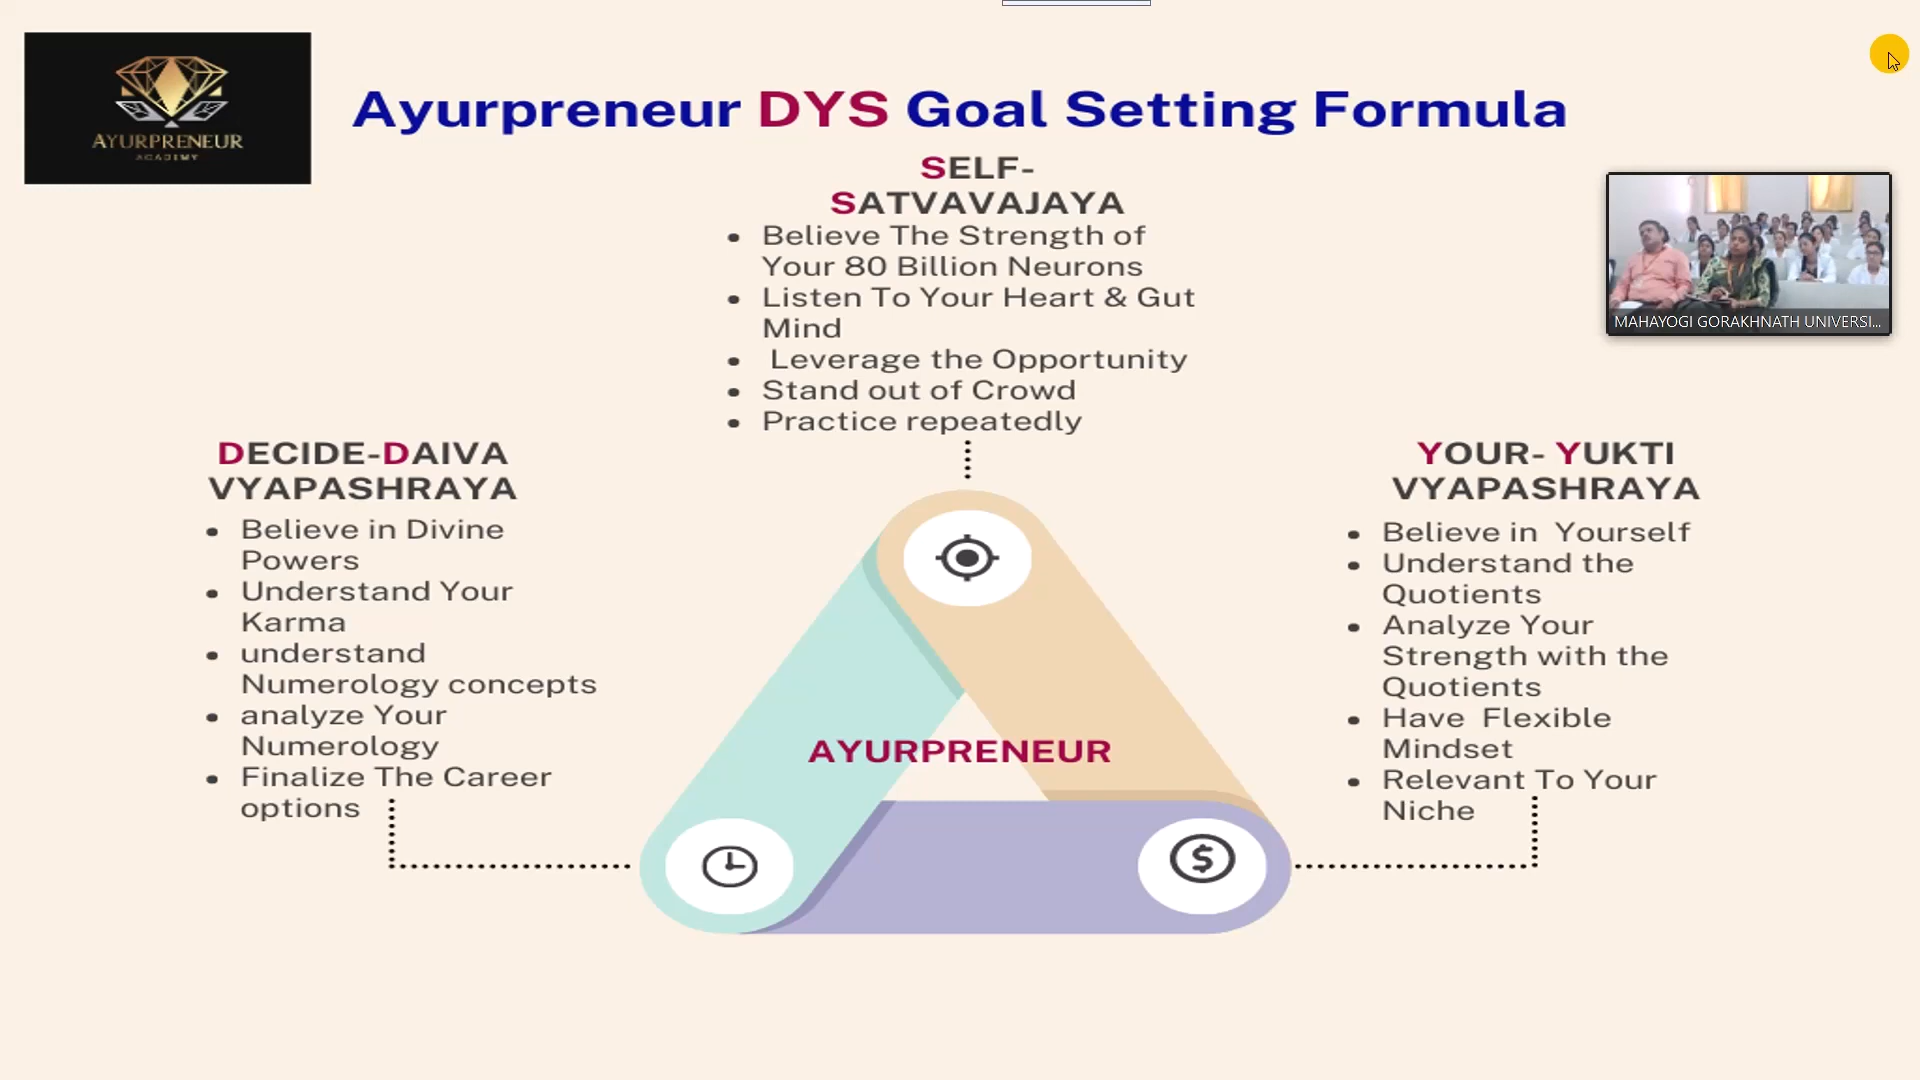 AYURPRENEUR
ACADEMY
Ayurpreneur DYS Goal Setting Formula
SELF-
SATVAVAJAYA
• Believe The Strength of
Your 80 Billion Neurons
• Listen To Your Heart & Gut
Mind
• Leverage the Opportunity
• Stand out of Crowd
• Practice repeatedly
MAHAYOGI GORAKHNATH UNIVERSI...
DECIDE-DAIVA
VYAPASHRAYA
• Believe in Divine
Powers
• Understand Your
Karma
• understand
Numerology concepts
• analyze Your
Numerology
• Finalize The Career
options
YOUR- YUKTI
VYAPASHRAYA
• Believe in Yourself
• Understand the
Quotients
• Analyze Your
Strength with the
Quotients
• Have Flexible
Mindset
• Relevant To Your
Niche
AYURPRENEUR
$